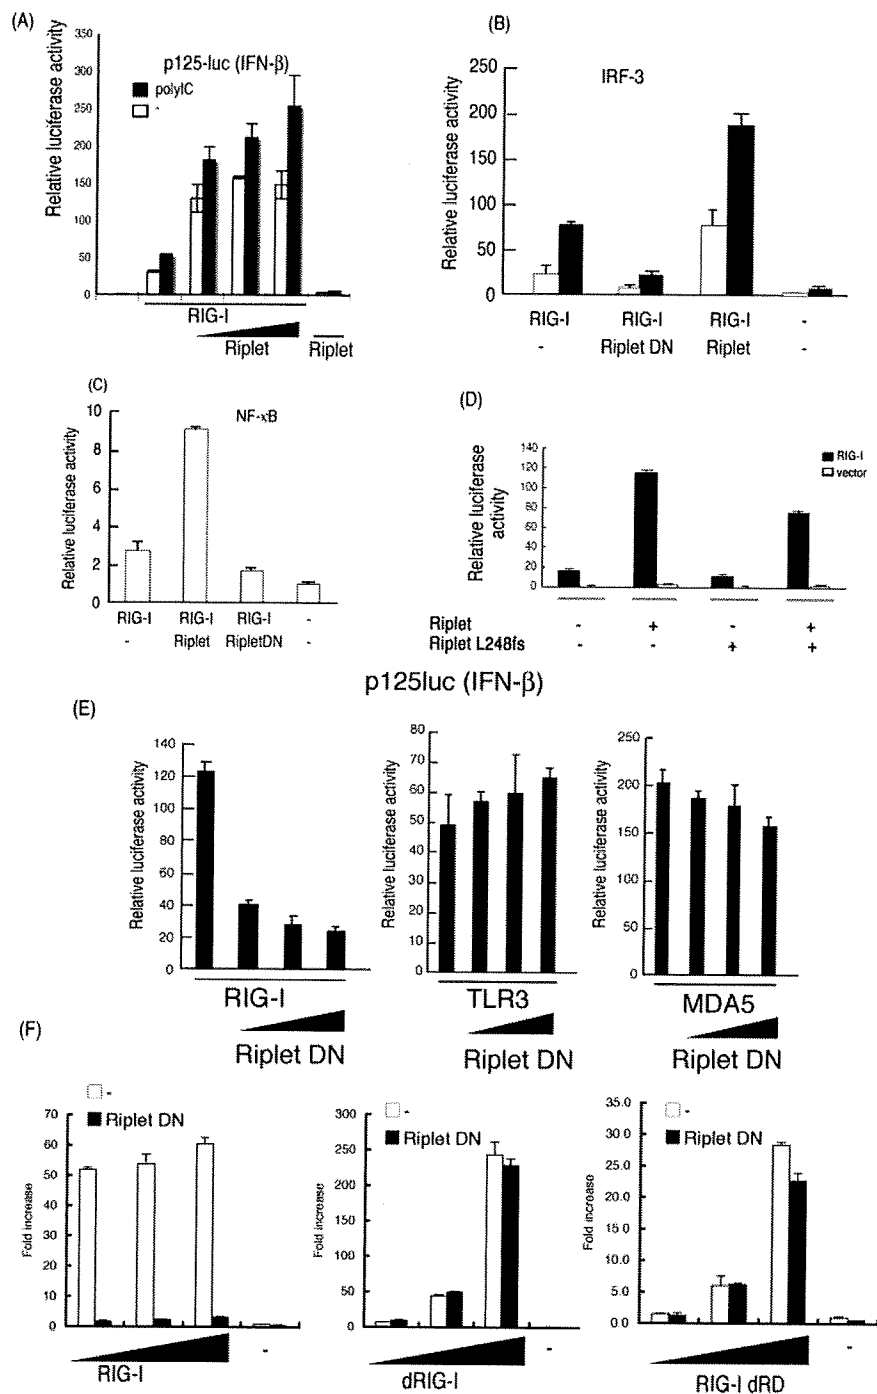 (A)
p125-luc (IFN-β)
polyIC
-
Relative luciferase activity
350
300
250
200
150
100
50
0
RIG-I
Riplet
Riplet
(B)
IRF-3
Relative luciferase activity
250
200
150
100
50
0
RIG-I RIG-I RIG-I -
- Riplet DN Riplet -
(C)
NF-κB
Relative luciferase activity
10
8
6
4
2
0
RIG-I RIG-I RIG-I -
- Riplet RipletDN -
(D)
RIG-I
vector
Relative luciferase
activity
140
120
100
80
60
40
20
0
Riplet - + - +
Riplet L248fs - - + +
p125luc (IFN-β)
(E)
Relative luciferase activity
140
120
100
80
60
40
20
0
RIG-I
Riplet DN
Relative luciferase activity
80
70
60
50
40
30
20
10
0
TLR3
Riplet DN
Relative luciferase activity
250
200
150
100
50
0
MDA5
Riplet DN
(F)
-
Riplet DN
Fold increase
70
60
50
40
30
20
10
0
RIG-I
-
-
Riplet DN
Fold increase
300
250
200
150
100
50
0
dRIG-I
-
-
Riplet DN
Fold increase
35.0
30.0
25.0
20.0
15.0
10.0
5.0
0.0
RIG-I dRD
-